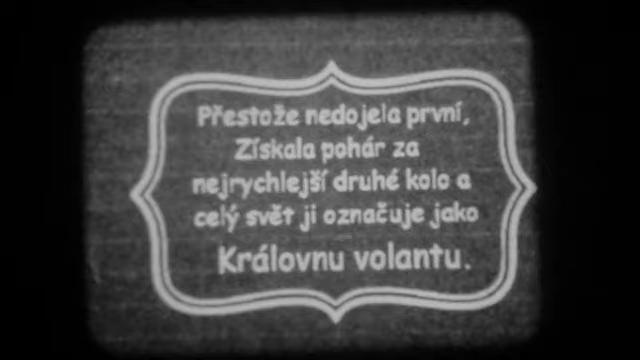 Přestože nedojela první,
Získala pohár za
nejrychlejší druhé kolo a
celý svět ji označuje jako
Královnu volantu.